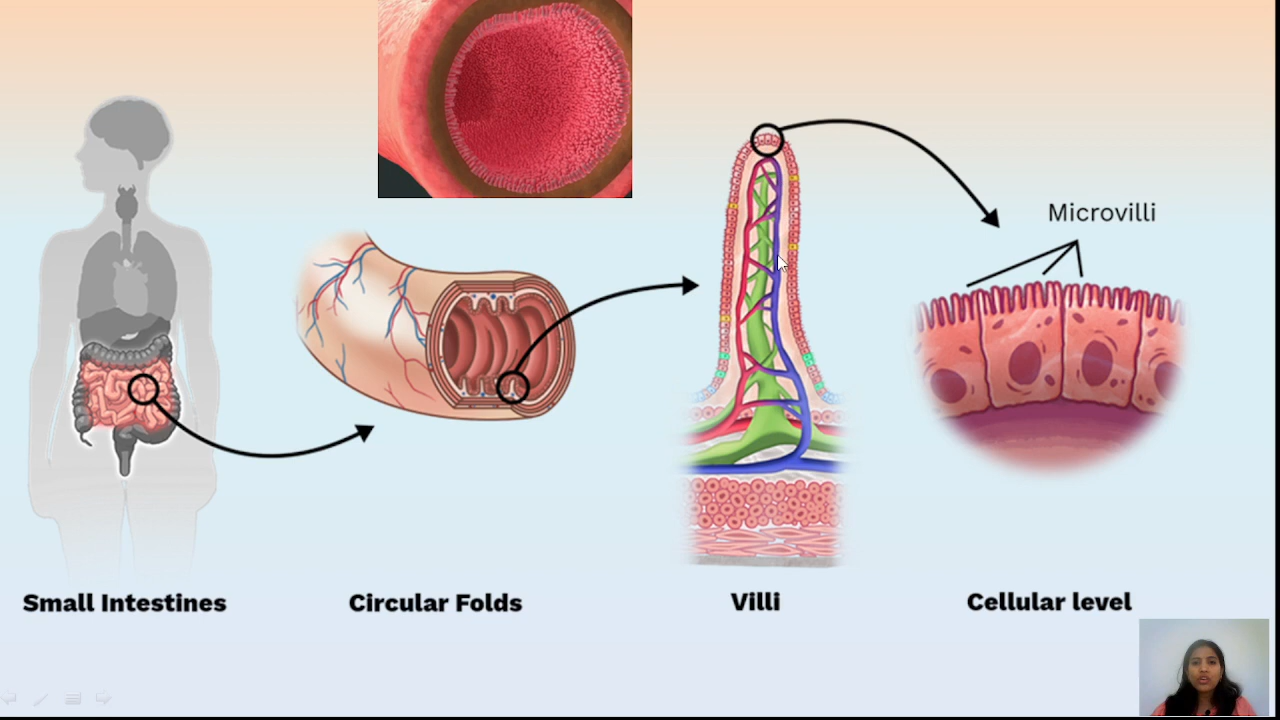 Microvilli
Small Intestines
Circular Folds
Villi
Cellular level